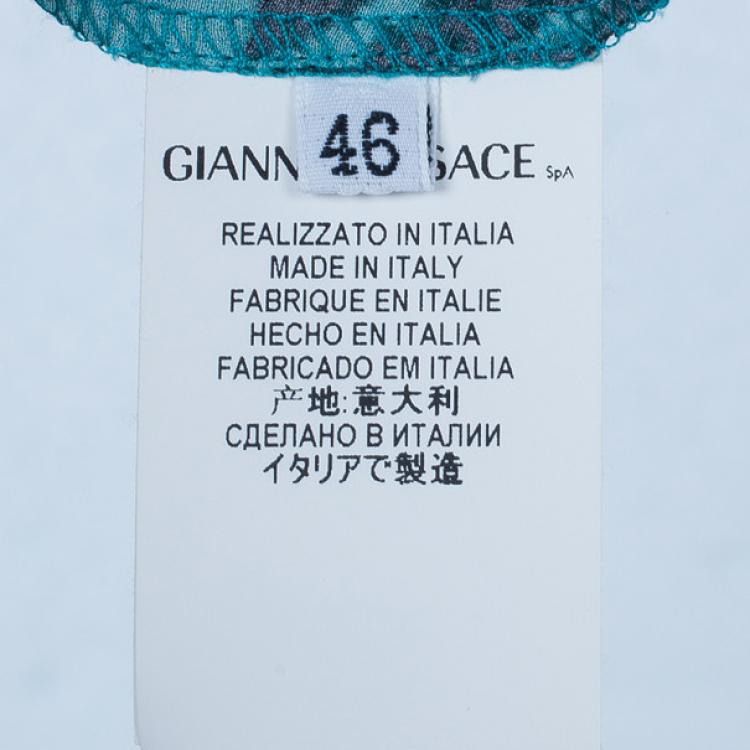 46
GIANN SACE SpA
REALIZZATO IN ITALIA
MADE IN ITALY
FABRIQUE EN ITALIE
HECHO EN ITALIA
FABRICADO EM ITALIA
产地:意大利
СДЕЛАНО В ИТАЛИИ
イタリアで製造